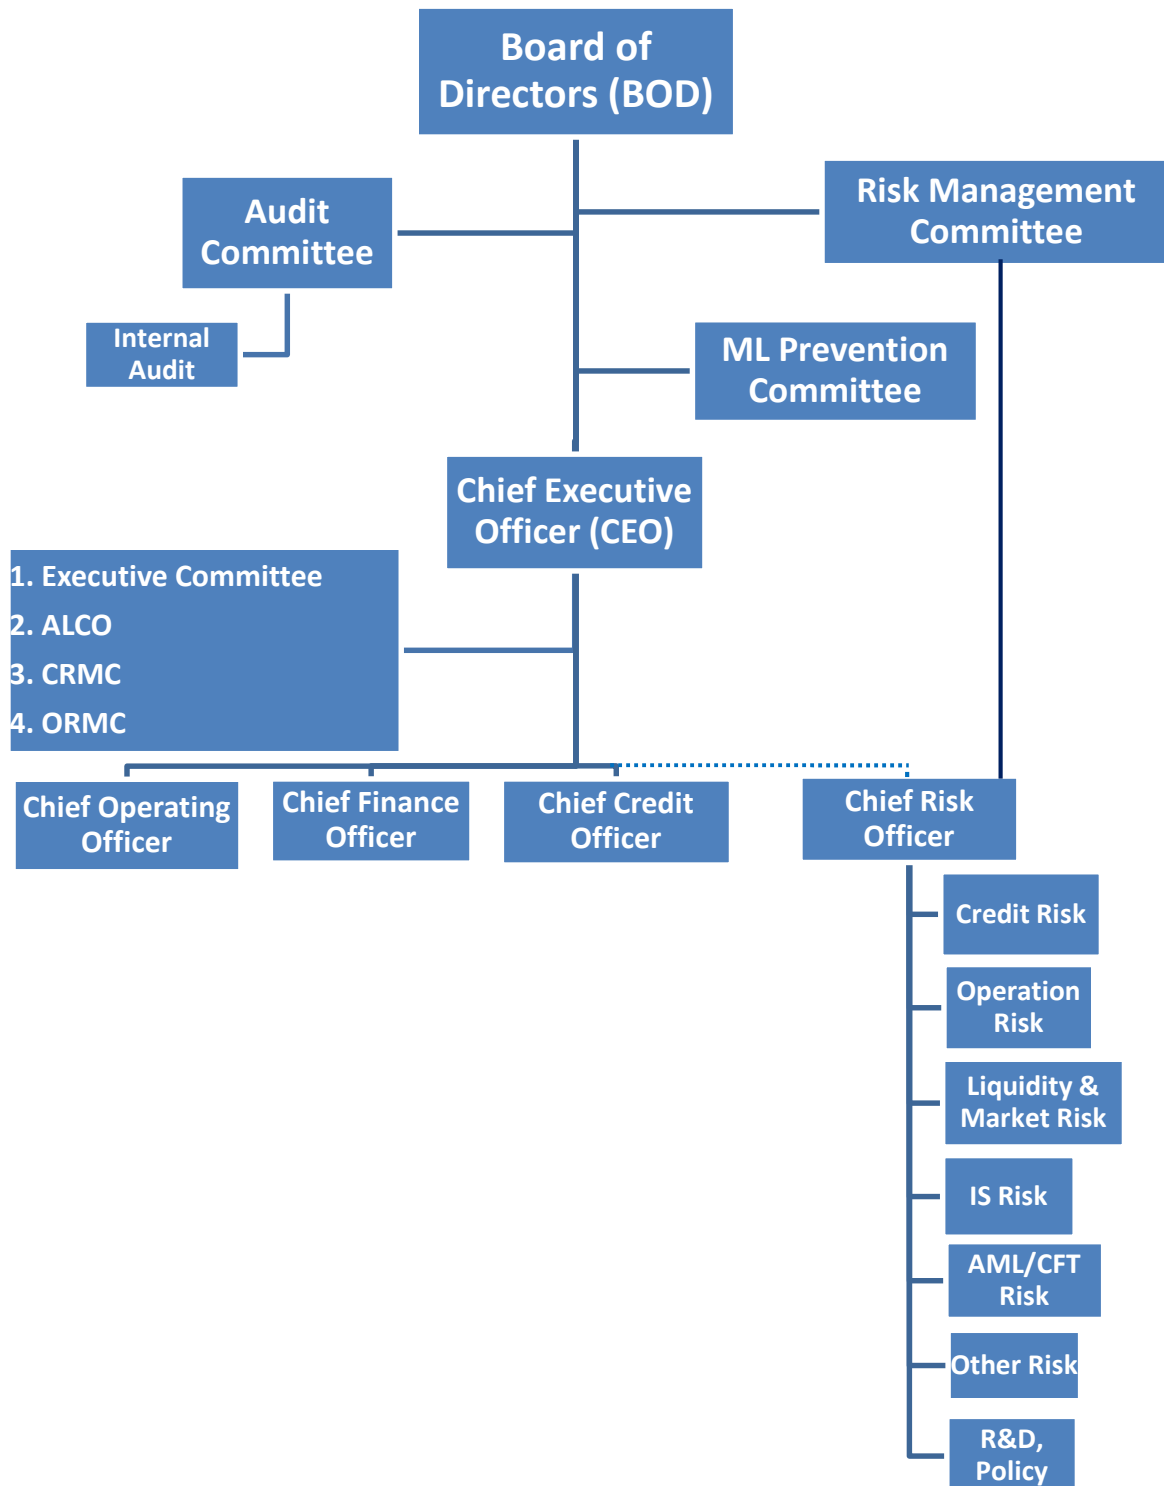 Board of
Directors (BOD)
Risk Management
Committee
Audit
Committee
Internal
Audit
ML Prevention
Committee
Chief Executive
Officer (CEO)
1. Executive Committee
2. ALCO
3. CRMC
4. ORMC
Chief Operating
Officer
Chief Finance
Officer
Chief Credit
Officer
Chief Risk
Officer
Credit Risk
Operation
Risk
Liquidity &
Market Risk
IS Risk
AML/CFT
Risk
Other Risk
R&D,
Policy